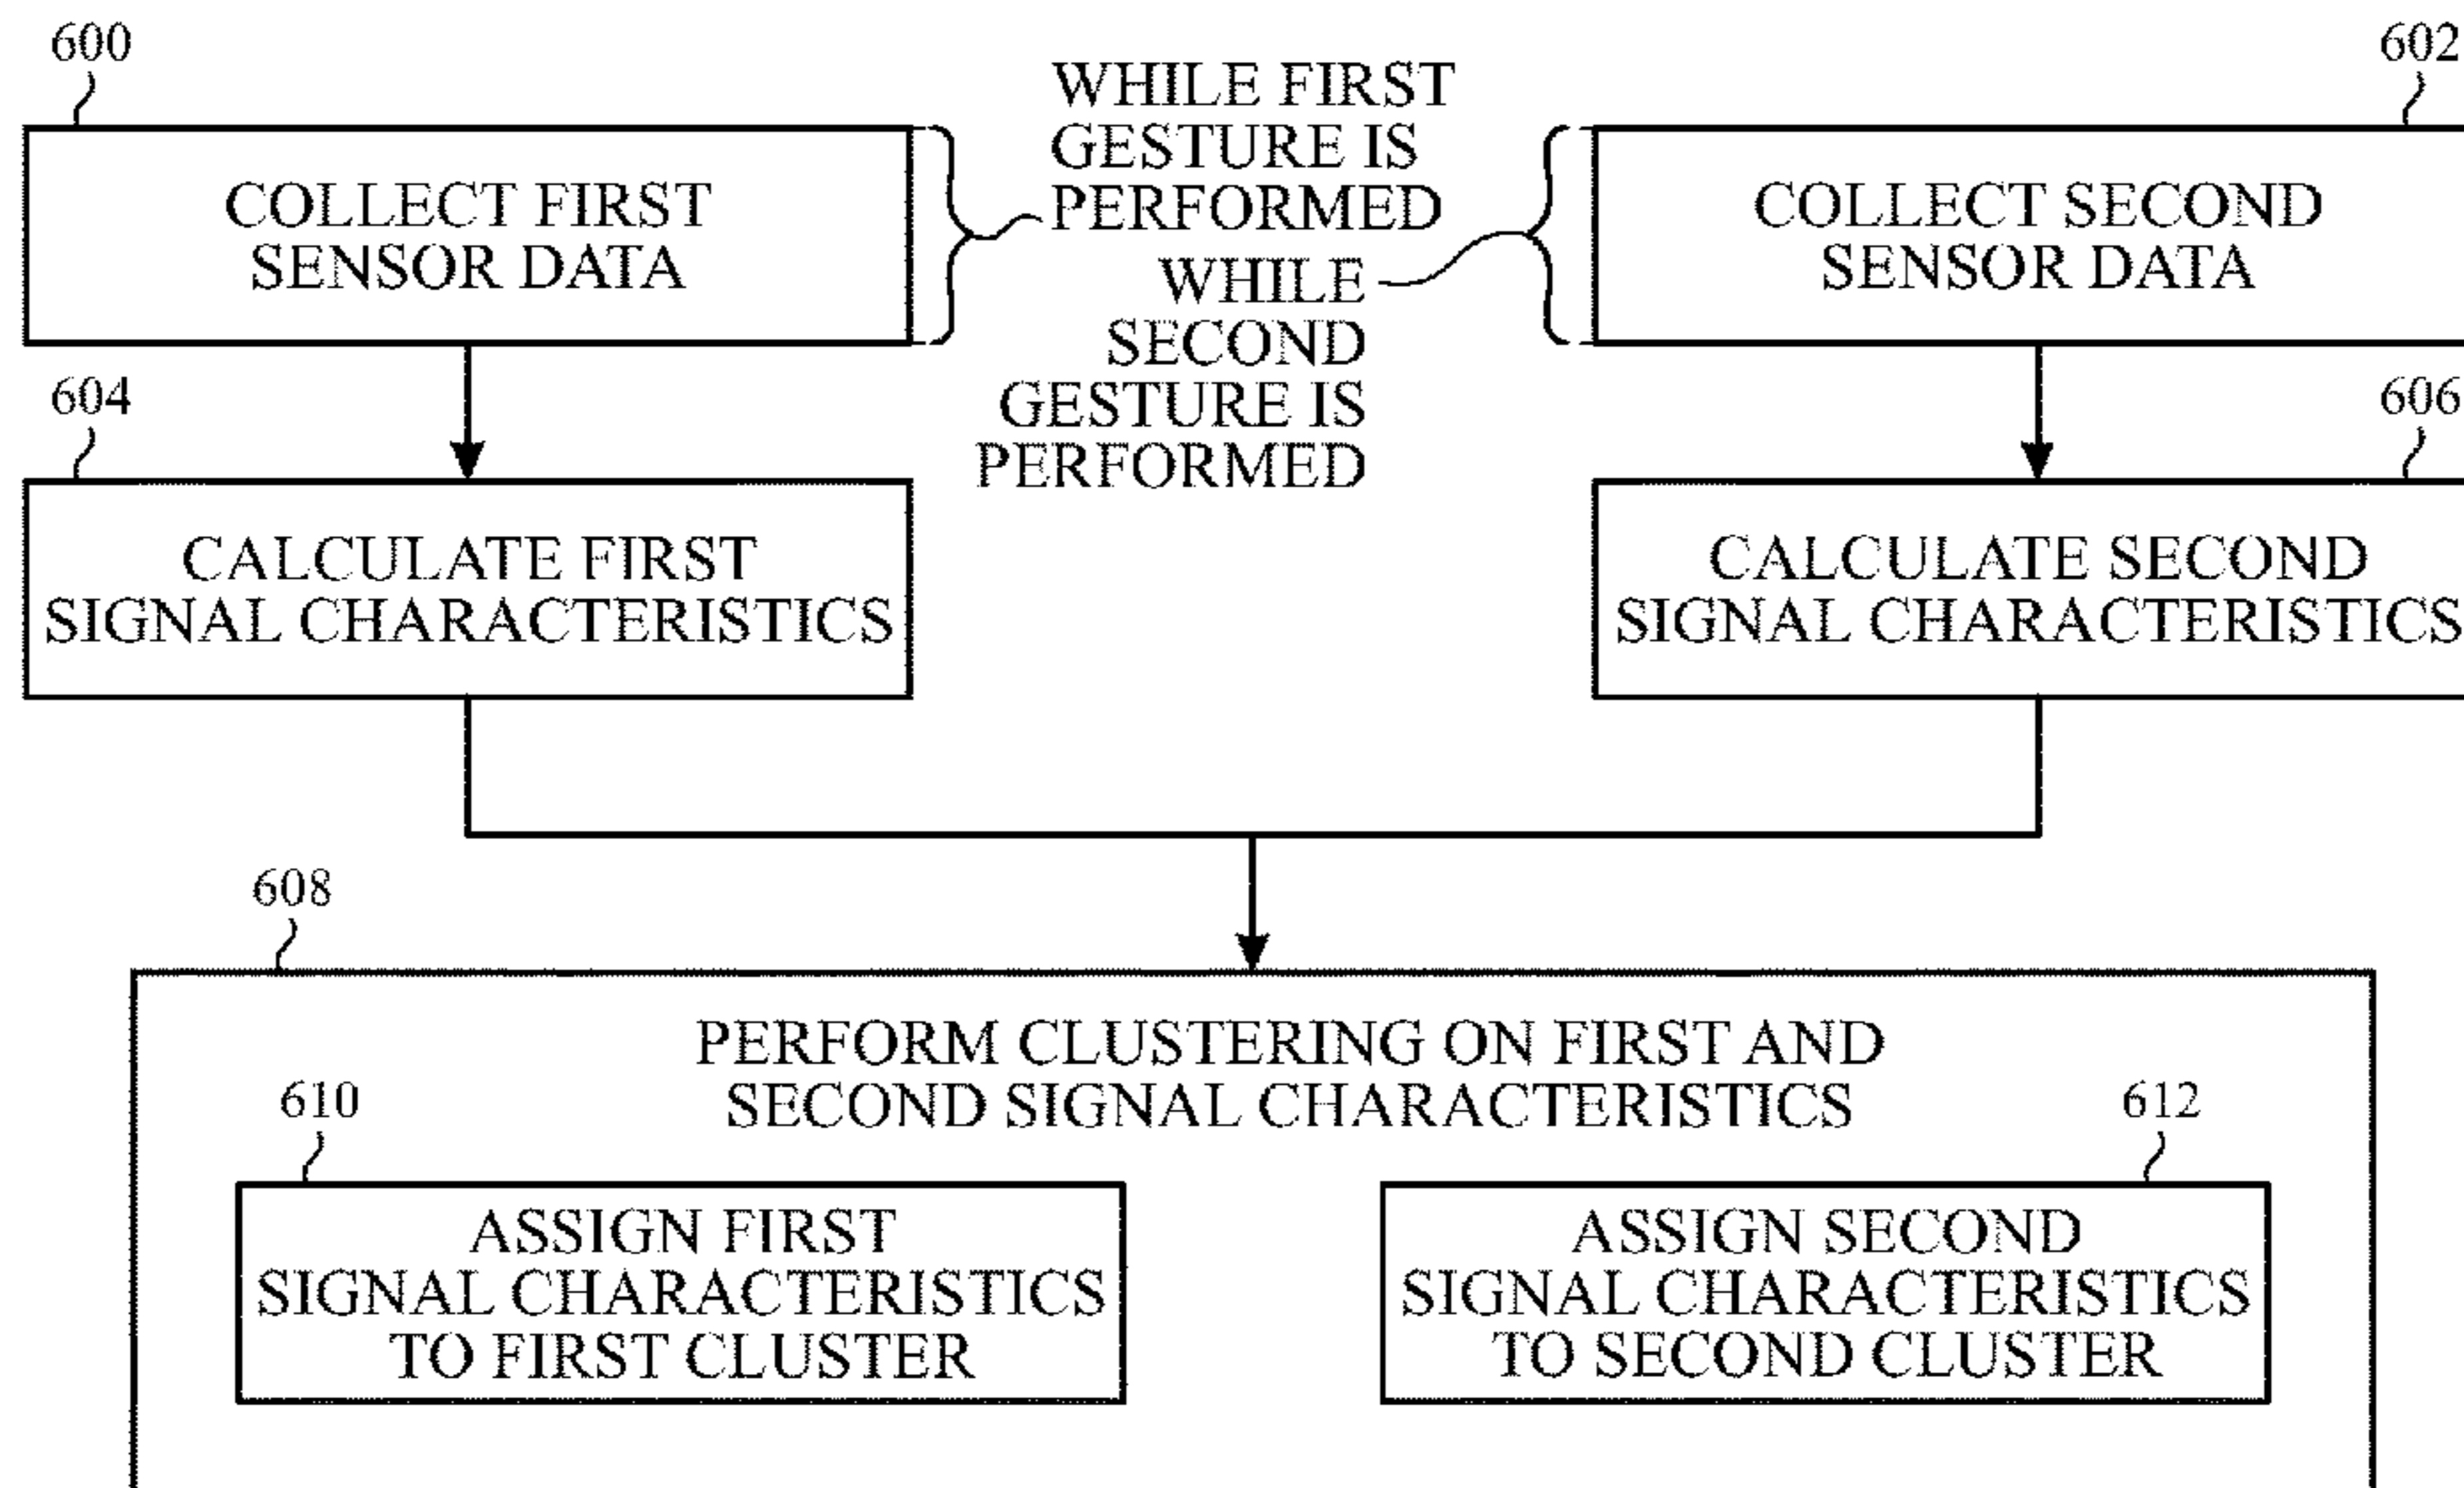 600
602
WHILE FIRST
GESTURE IS
PERFORMED
COLLECT FIRST
SENSOR DATA
COLLECT SECOND
SENSOR DATA
WHILE
SECOND
GESTURE IS
PERFORMED
604
606
CALCULATE FIRST
SIGNAL CHARACTERISTICS
CALCULATE SECOND
SIGNAL CHARACTERISTICS
608
PERFORM CLUSTERING ON FIRST AND
SECOND SIGNAL CHARACTERISTICS
610
612
ASSIGN FIRST
SIGNAL CHARACTERISTICS
TO FIRST CLUSTER
ASSIGN SECOND
SIGNAL CHARACTERISTICS
TO SECOND CLUSTER